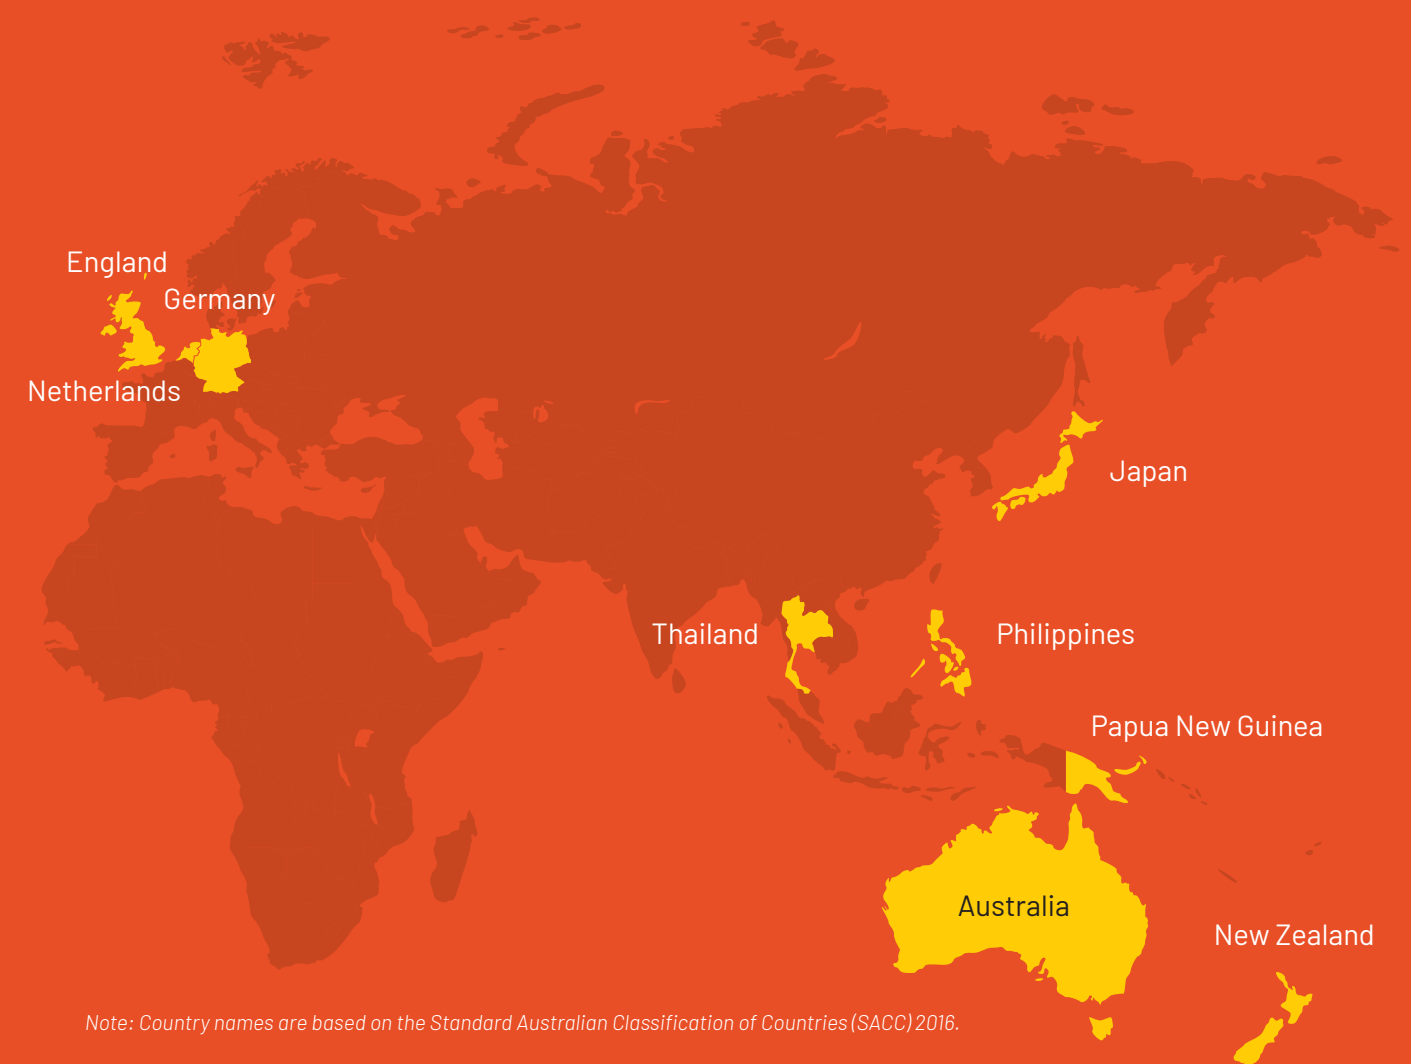 England
Germany
Netherlands
Japan
Thailand
Philippines
Papua New Guinea
Australia
New Zealand
Note: Country names are based on the Standard Australian Classification of Countries (SACC) 2016.